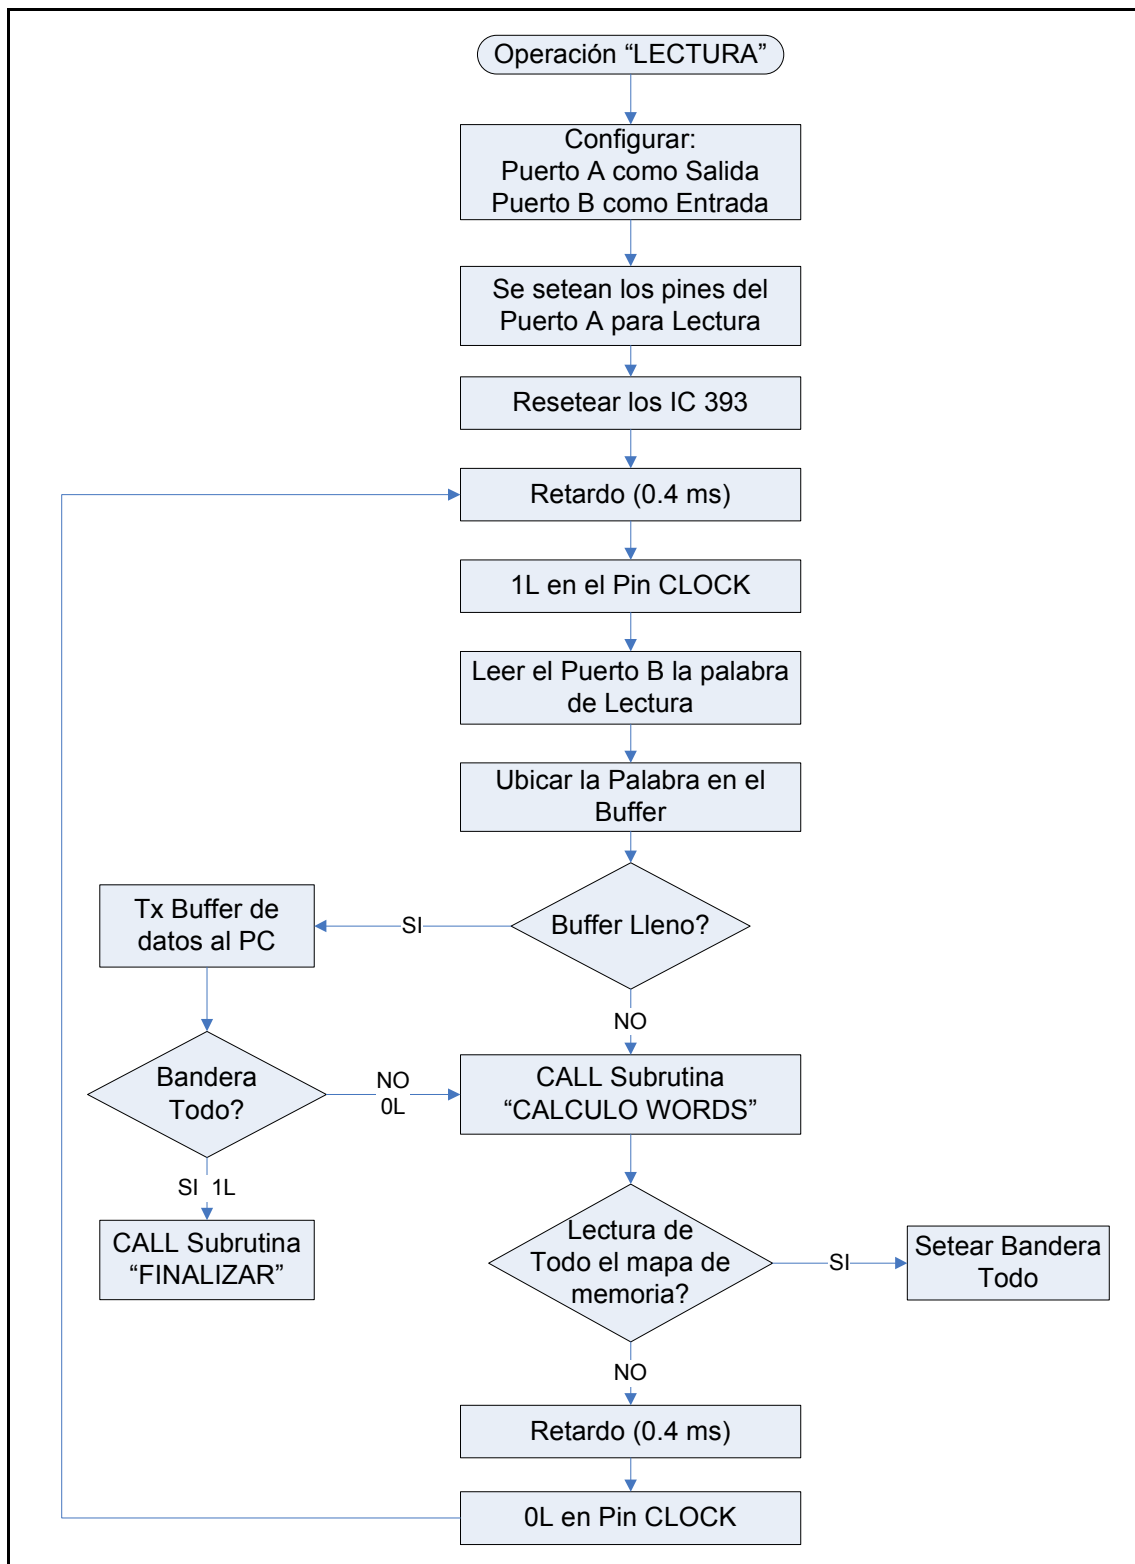 Operación “LECTURA”
Configurar:
Puerto A como Salida
Puerto B como Entrada
Se setean los pines del
Puerto A para Lectura
Resetear los IC 393
Retardo (0.4 ms)
1L en el Pin CLOCK
Leer el Puerto B la palabra
de Lectura
Ubicar la Palabra en el
Buffer
Buffer Lleno?
SI
Tx Buffer de
datos al PC
NO
Bandera
Todo?
NO
0L
CALL Subrutina
“CALCULO WORDS”
SI 1L
CALL Subrutina
“FINALIZAR”
Lectura de
Todo el mapa de
memoria?
SI
Setear Bandera
Todo
NO
Retardo (0.4 ms)
0L en Pin CLOCK